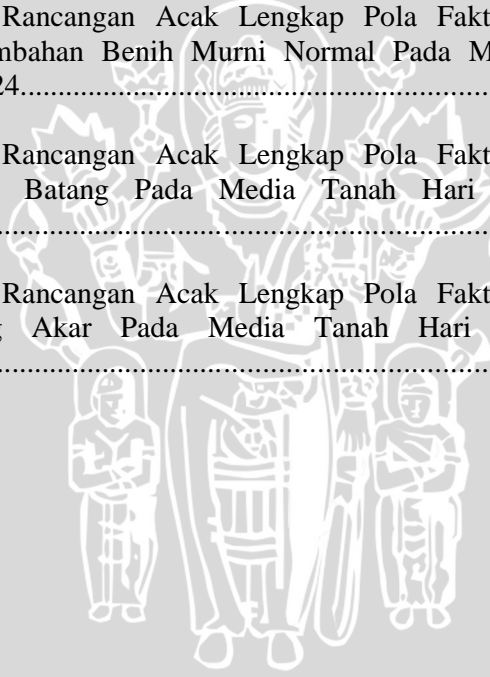 Rancangan Acak Lengkap Pola Fakt
mbahan Benih Murni Normal Pada M
24..........................................................................
Rancangan Acak Lengkap Pola Fakt
Batang Pada Media Tanah Hari
..............................................................................
Rancangan Acak Lengkap Pola Fakt
g Akar Pada Media Tanah Hari
..............................................................................